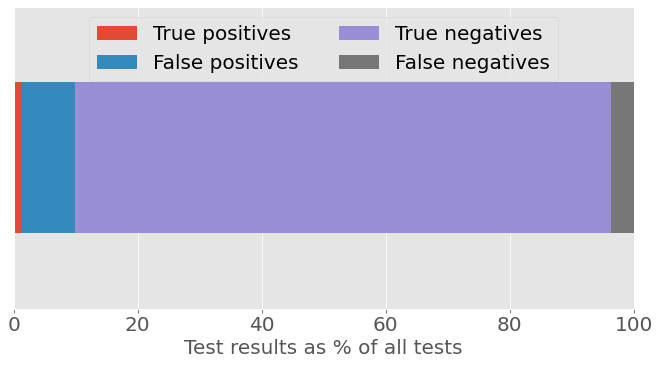 True positives
False positives
True negatives
False negatives
0 20 40 60 80 100
Test results as % of all tests